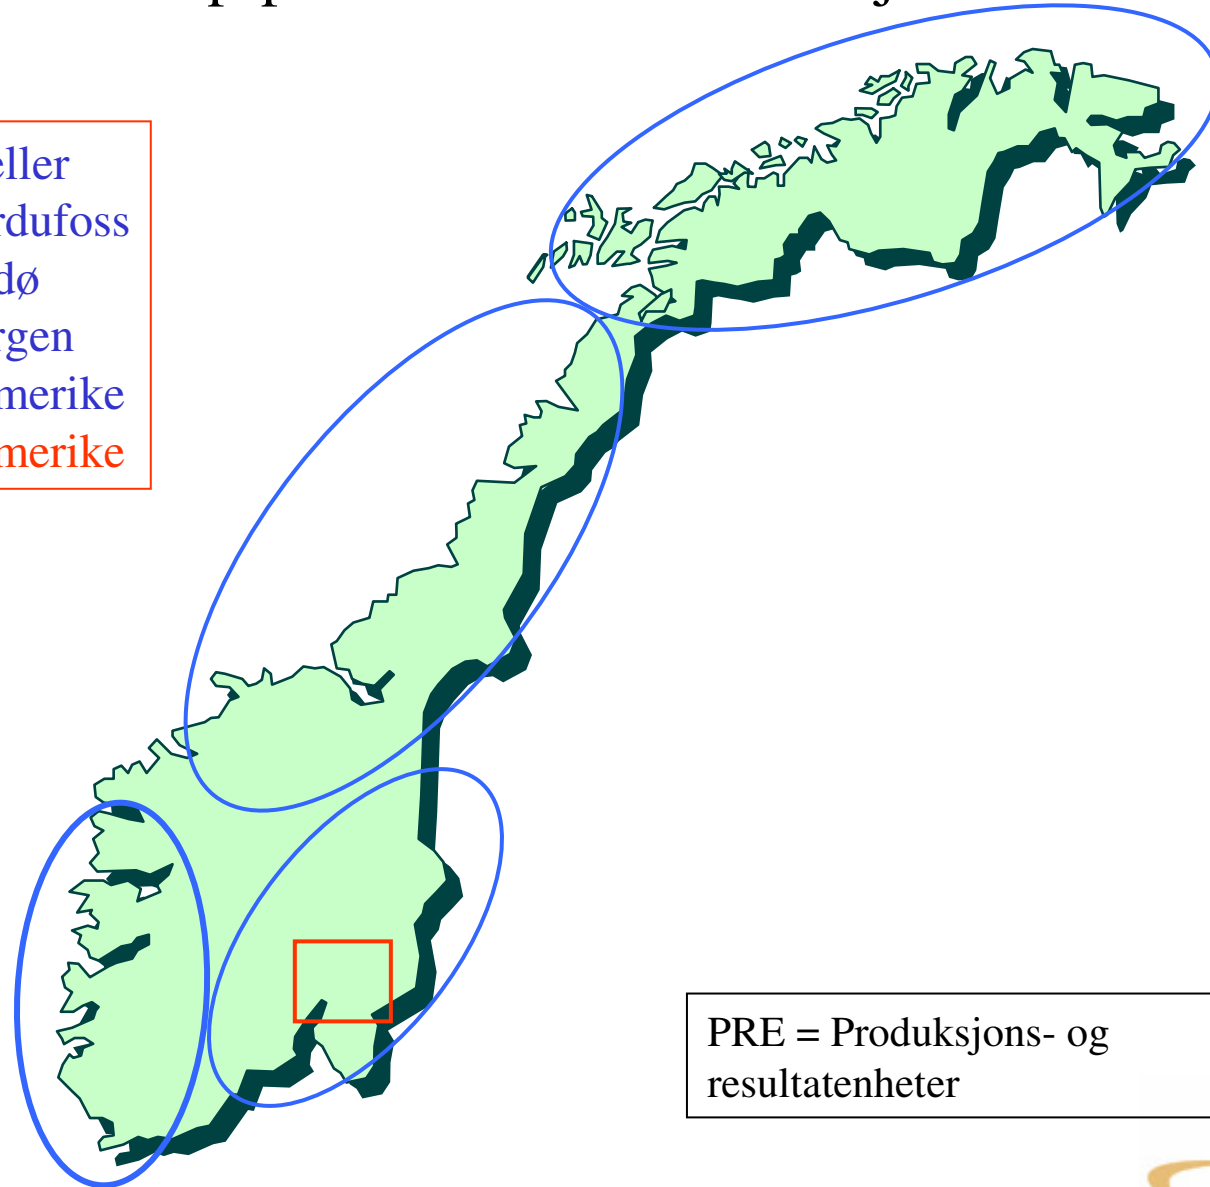 eller
rdufoss
dø
rgen
merike
merike
PRE = Produksjons- og
resultatenheter